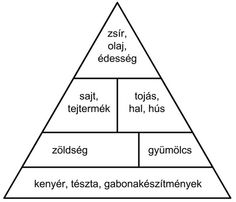 zsír,
olaj,
édesség
sajt,
tejtermék
tojás,
hal, hús
zöldség
gyümölcs
kenyér, tészta, gabonakészítmények